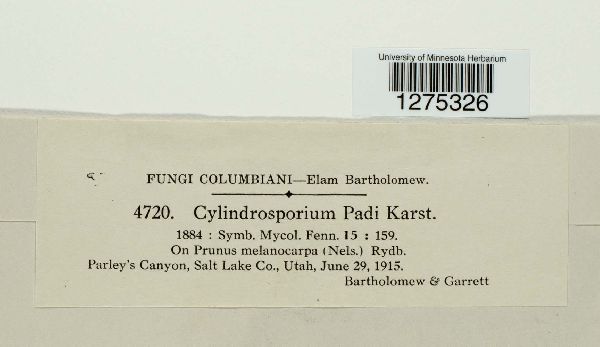 University of Minnesota Herbarium
1275326
FUNGI COLUMBIANI—Elam Bartholomew.
4720. Cylindrosporium Padi Karst.
1884 : Symb. Mycol. Fenn. 15 : 159.
On Prunus melanocarpa (Nels.) Rydb.
Parley's Canyon, Salt Lake Co., Utah, June 29, 1915.
Bartholomew & Garrett